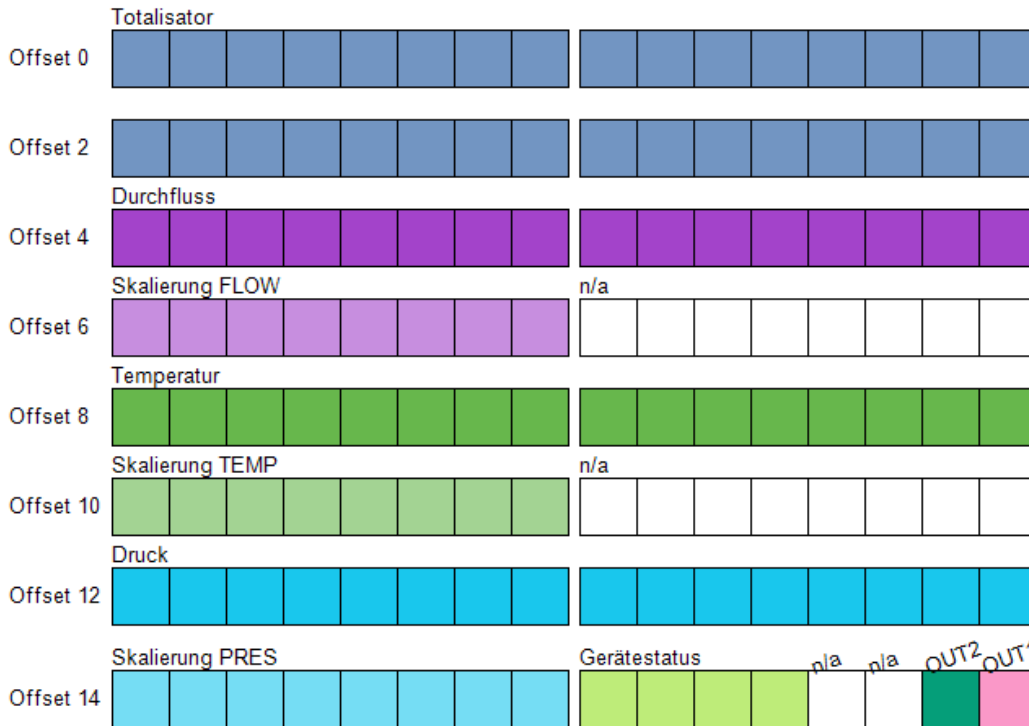 Totalisator
Offset 0
Offset 2
Durchfluss
Offset 4
Skalierung FLOW n/a
Offset 6
Temperatur
Offset 8
Skalierung TEMP n/a
Offset 10
Druck
Offset 12
Skalierung PRES Gerätestatus n/a n/a OUT2 OUT1
Offset 14